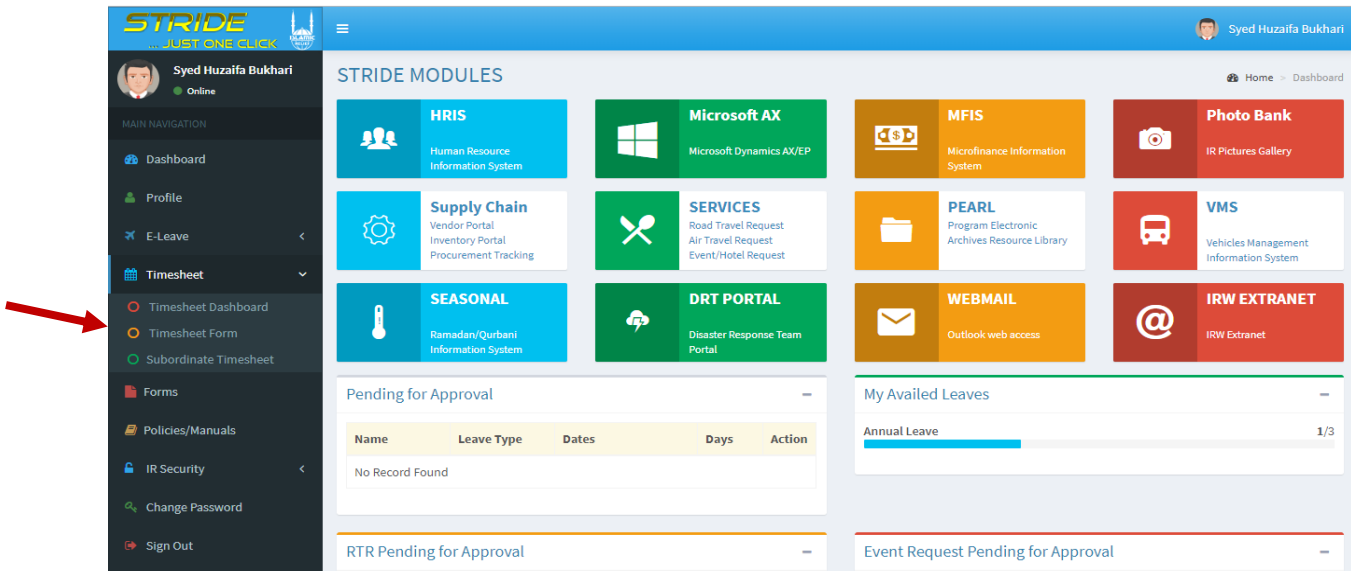 STRIDE
... JUST ONE CLICK
ISLAMIC
RELIEF
Syed Huzaifa Bukhari
Syed Huzaifa Bukhari
Online
MAIN NAVIGATION
Dashboard
Profile
E-Leave
Timesheet
Timesheet Dashboard
Timesheet Form
Subordinate Timesheet
Forms
Policies/Manuals
IR Security
Change Password
Sign Out
STRIDE MODULES
Home > Dashboard
HRIS
Human Resource
Information System
Microsoft AX
Microsoft Dynamics AX/EP
MFIS
Microfinance Information
System
Photo Bank
IR Pictures Gallery
Supply Chain
Vendor Portal
Inventory Portal
Procurement Tracking
SERVICES
Road Travel Request
Air Travel Request
Event/Hotel Request
PEARL
Program Electronic
Archives Resource Library
VMS
Vehicles Management
Information System
SEASONAL
Ramadan/Qurbani
Information System
DRT PORTAL
Disaster Response Team
Portal
WEBMAIL
Outlook web access
IRW EXTRANET
IRW Extranet
Pending for Approval
Name Leave Type Dates Days Action
No Record Found
My Availed Leaves
Annual Leave 1/3
RTR Pending for Approval
Event Request Pending for Approval